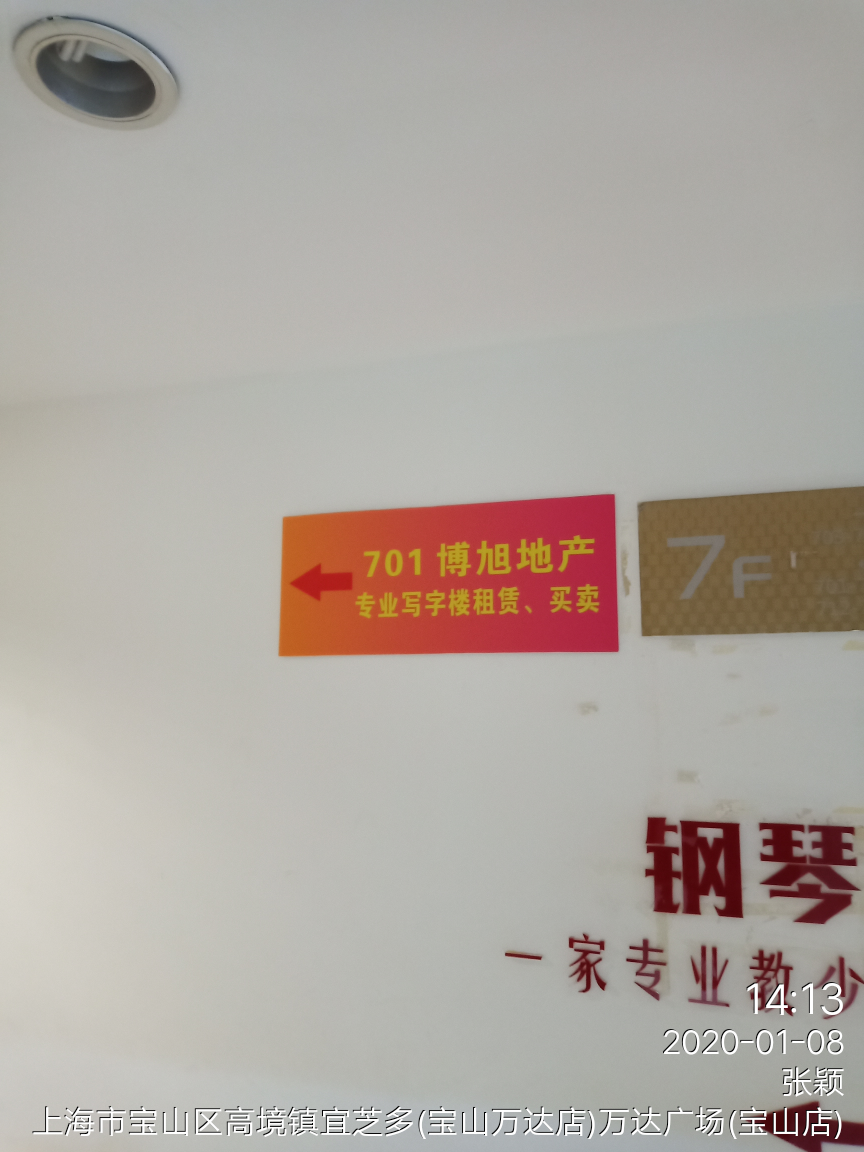 701 博旭地产
专业写字楼租赁、买卖
7F
钢琴
一家专业教少
14:13
2020-01-08
张颖
上海市宝山区高境镇宜芝多(宝山万达店)万达广场(宝山店)